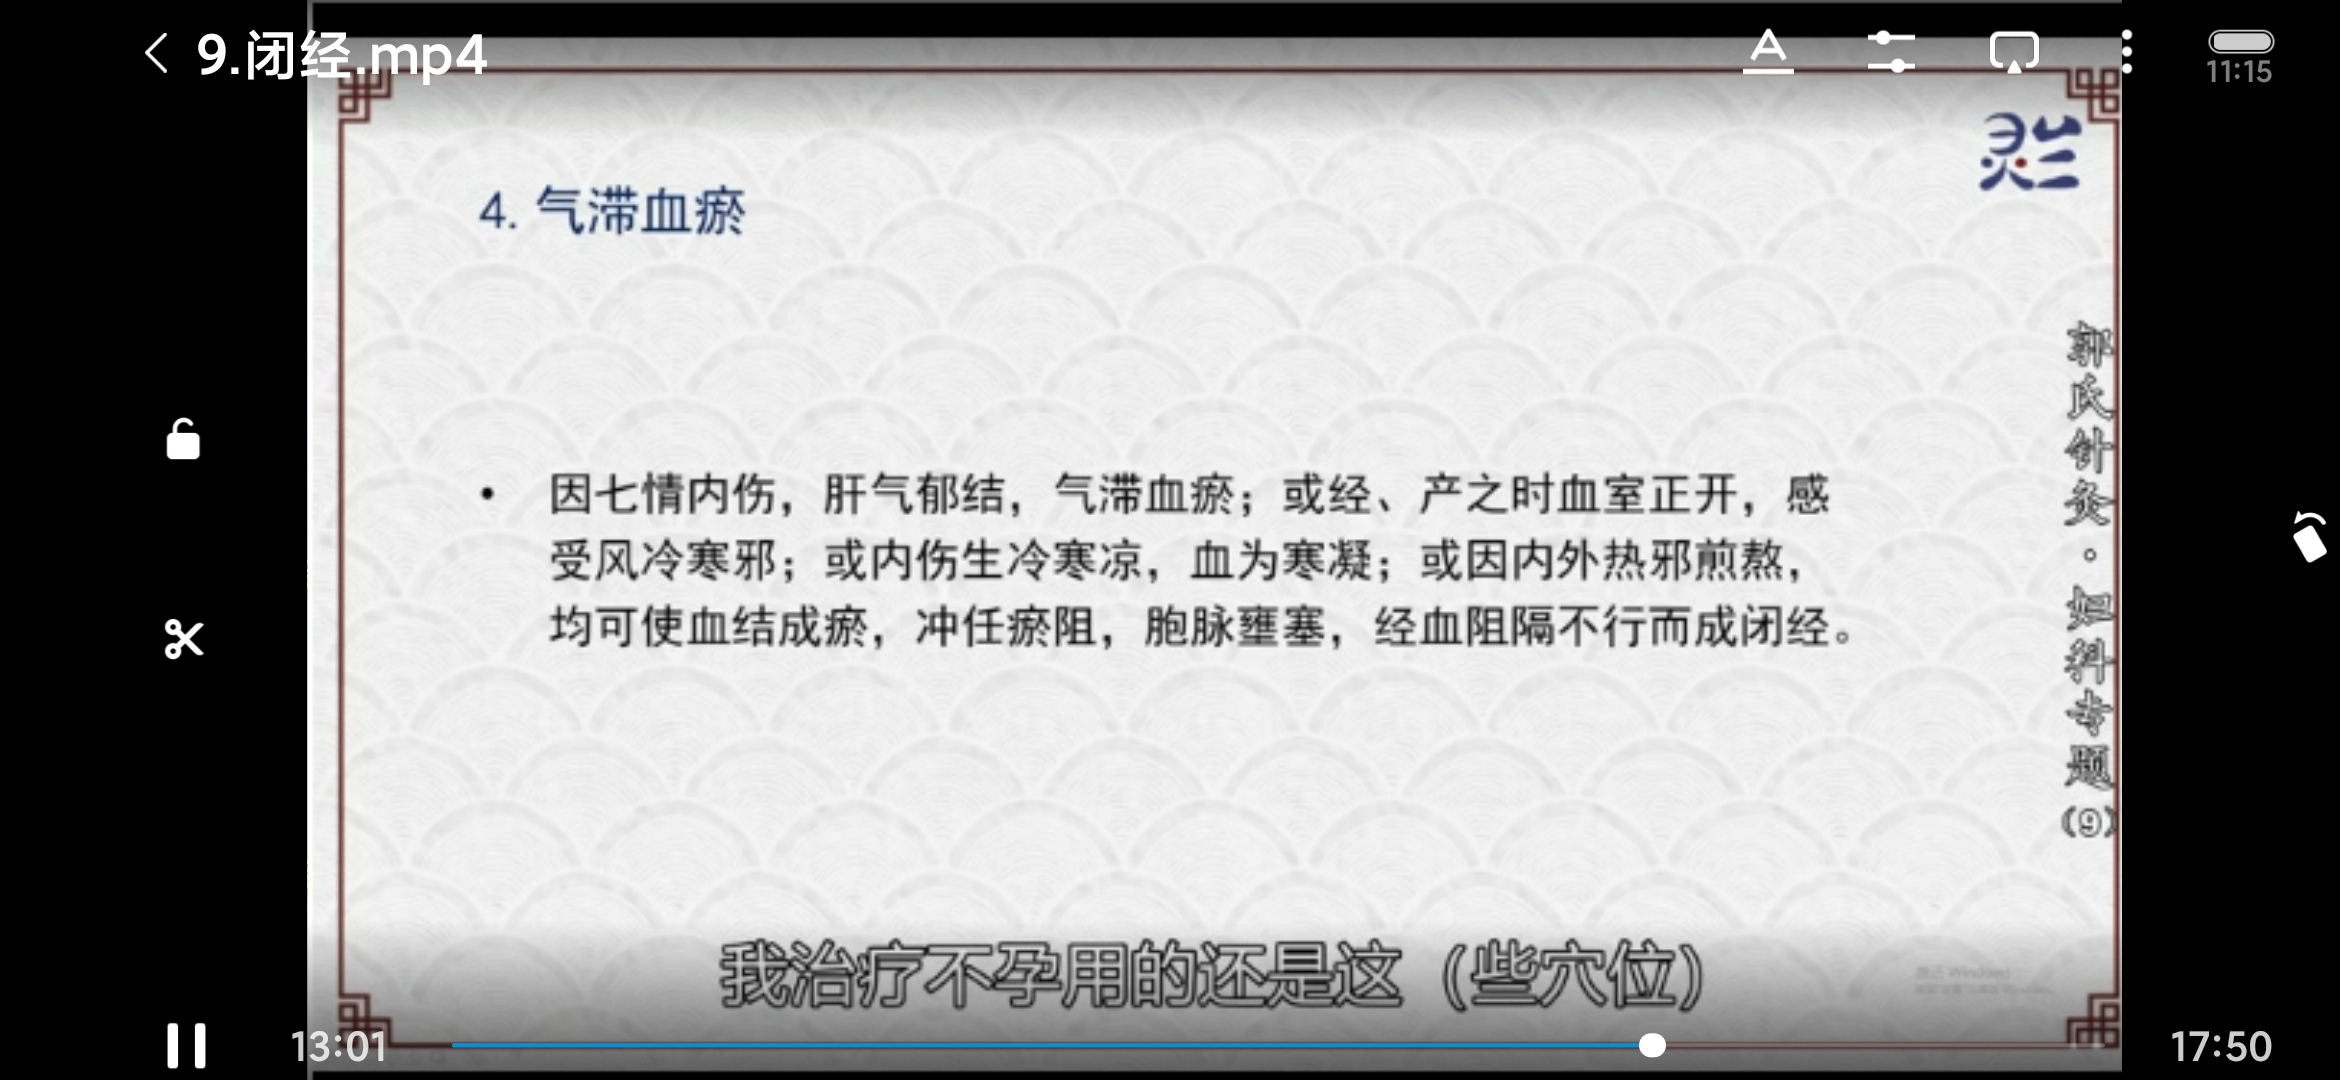 9.闭经.mp4
11:15
灵兰
4. 气滞血瘀
• 因七情内伤，肝气郁结，气滞血瘀；或经、产之时血室正开，感
受风冷寒邪；或内伤生冷寒凉，血为寒凝；或因内外热邪煎熬，
均可使血结成瘀，冲任瘀阻，胞脉壅塞，经血阻隔不行而成闭经。
郭氏针灸·妇科专题(9)
我治疗不孕用的还是这（些穴位）
13:01
17:50